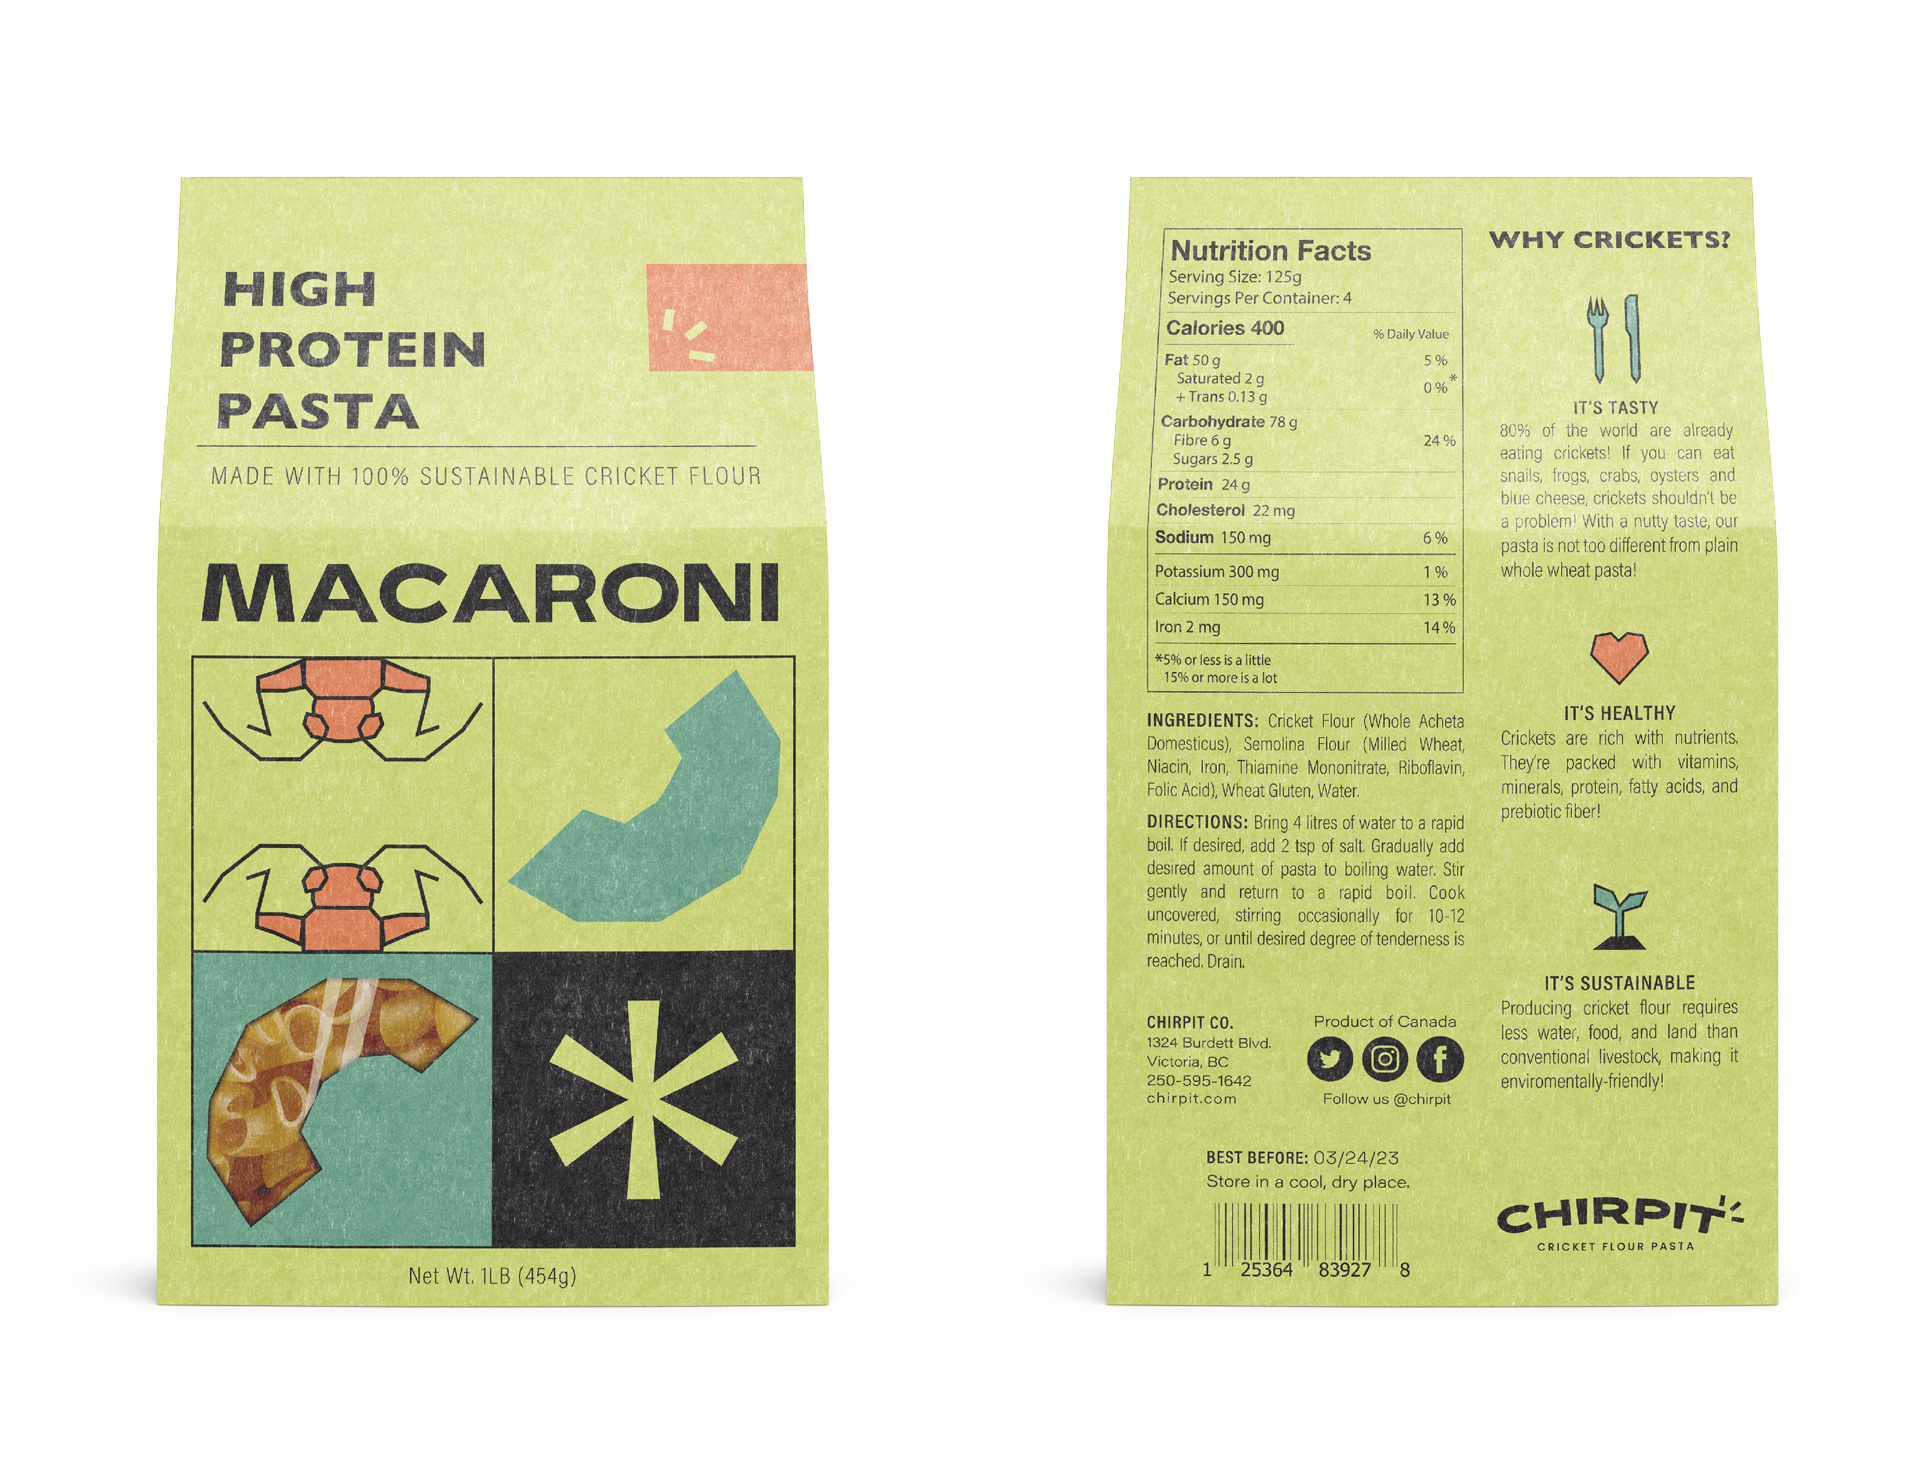 HIGH
PROTEIN
PASTA
MADE WITH 100% SUSTAINABLE CRICKET FLOUR
MACARONI
Net Wt. 1LB (454g)
Nutrition Facts
Serving Size: 125g
Servings Per Container: 4
Calories 400
% Daily Value
Fat 50 g 5 %
Saturated 2 g
0 %*
+ Trans 0.13 g
Carbohydrate 78 g
Fibre 6 g 24 %
Sugars 2.5 g
Protein 24 g
Cholesterol 22 mg
Sodium 150 mg 6 %
Potassium 300 mg 1 %
Calcium 150 mg 13 %
Iron 2 mg 14 %
*5% or less is a little
15% or more is a lot
INGREDIENTS: Cricket Flour (Whole Acheta
Domesticus), Semolina Flour (Milled Wheat,
Niacin, Iron, Thiamine Mononitrate, Riboflavin,
Folic Acid), Wheat Gluten, Water.
DIRECTIONS: Bring 4 litres of water to a rapid
boil. If desired, add 2 tsp of salt. Gradually add
desired amount of pasta to boiling water. Stir
gently and return to a rapid boil. Cook
uncovered, stirring occasionally for 10-12
minutes, or until desired degree of tenderness is
reached. Drain.
CHIRPIT CO.
1324 Burdett Blvd.
Victoria, BC
250-595-1642
chirpit.com
Product of Canada
Follow us @chirpit
BEST BEFORE: 03/24/23
Store in a cool, dry place.
1 25364 83927 8
WHY CRICKETS?
IT'S TASTY
80% of the world are already
eating crickets! If you can eat
snails, frogs, crabs, oysters and
blue cheese, crickets shouldn't be
a problem! With a nutty taste, our
pasta is not too different from plain
whole wheat pasta!
IT'S HEALTHY
Crickets are rich with nutrients.
They're packed with vitamins,
minerals, protein, fatty acids, and
prebiotic fiber!
IT'S SUSTAINABLE
Producing cricket flour requires
less water, food, and land than
conventional livestock, making it
enviromentally-friendly!
CHIRPIT
CRICKET FLOUR PASTA